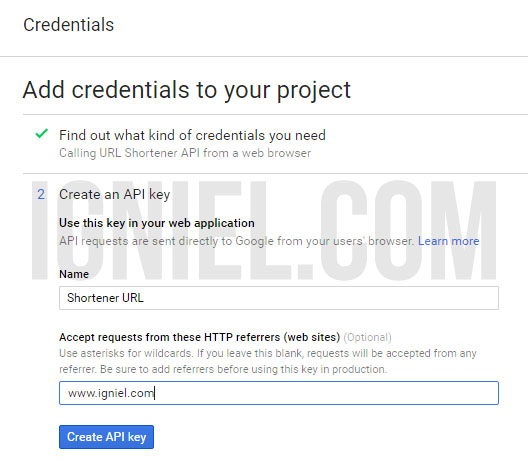 Credentials
Add credentials to your project
Find out what kind of credentials you need
Calling URL Shortener API from a web browser
2 Create an API key
IGNIEL.COM
Use this key in your web application
API requests are sent directly to Google from your users' browser. Learn more
Name
Shortener URL
Accept requests from these HTTP referrers (web sites) (Optional)
Use asterisks for wildcards. If you leave this blank, requests will be accepted from any
referrer. Be sure to add referrers before using this key in production.
www.igniel.com
Create API key